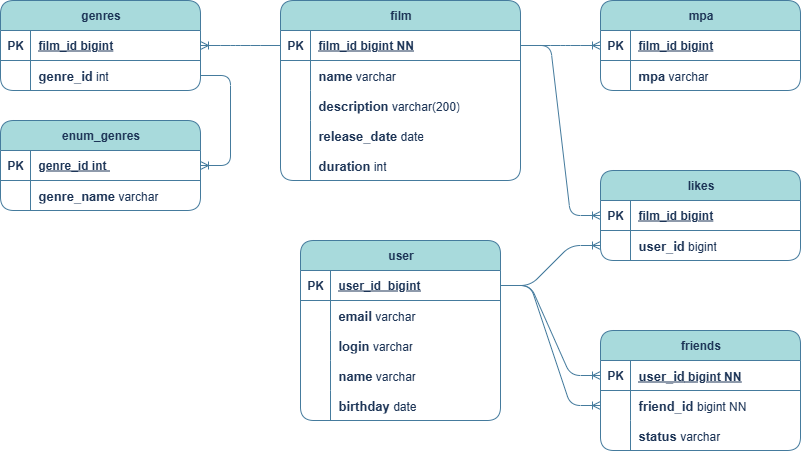 genres
PK film_id bigint
genre_id int
enum_genres
PK genre_id int
genre_name varchar
film
PK film_id bigint NN
name varchar
description varchar(200)
release_date date
duration int
user
PK user_id bigint
email varchar
login varchar
name varchar
birthday date
mpa
PK film_id bigint
mpa varchar
likes
PK film_id bigint
user_id bigint
friends
PK user_id bigint NN
friend_id bigint NN
status varchar